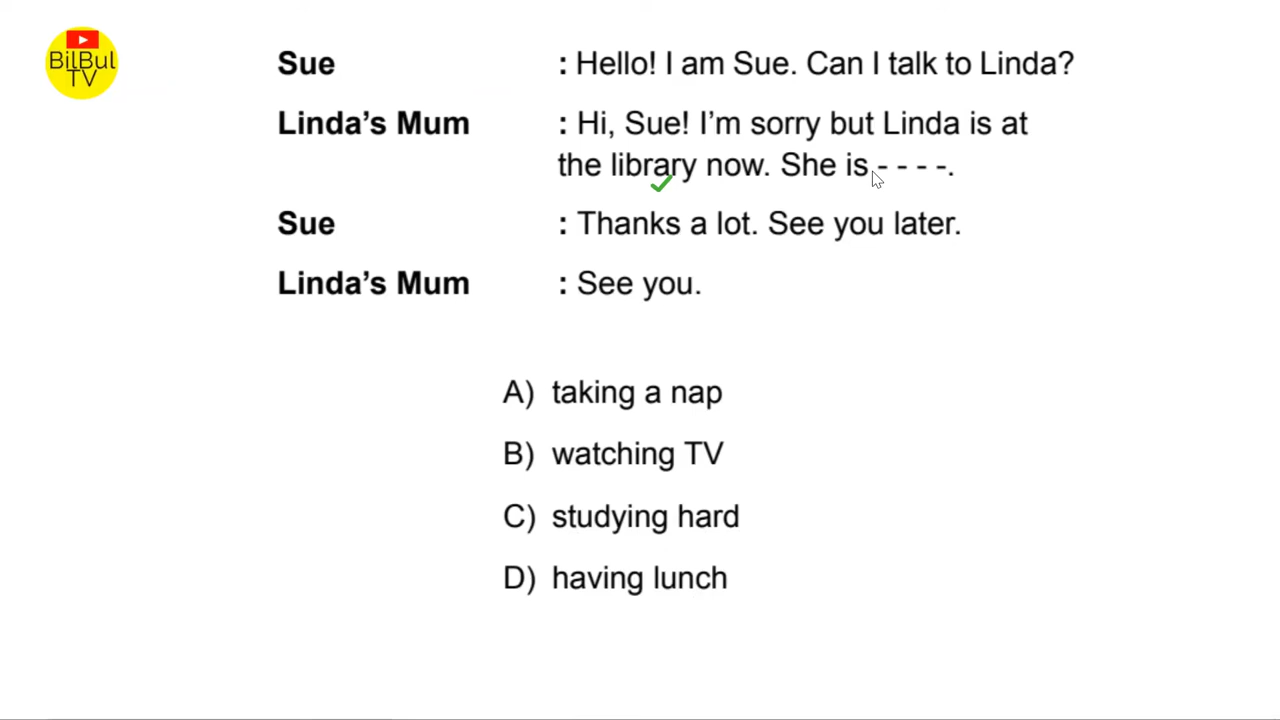 BilBul
TV
Sue : Hello! I am Sue. Can I talk to Linda?
Linda's Mum : Hi, Sue! I'm sorry but Linda is at
the library now. She is - - - -.
Sue : Thanks a lot. See you later.
Linda's Mum : See you.
A) taking a nap
B) watching TV
C) studying hard
D) having lunch